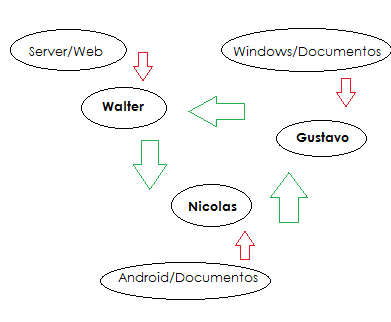 Server/Web
Windows/Documentos
Walter
Gustavo
Nicolas
Android/Documentos